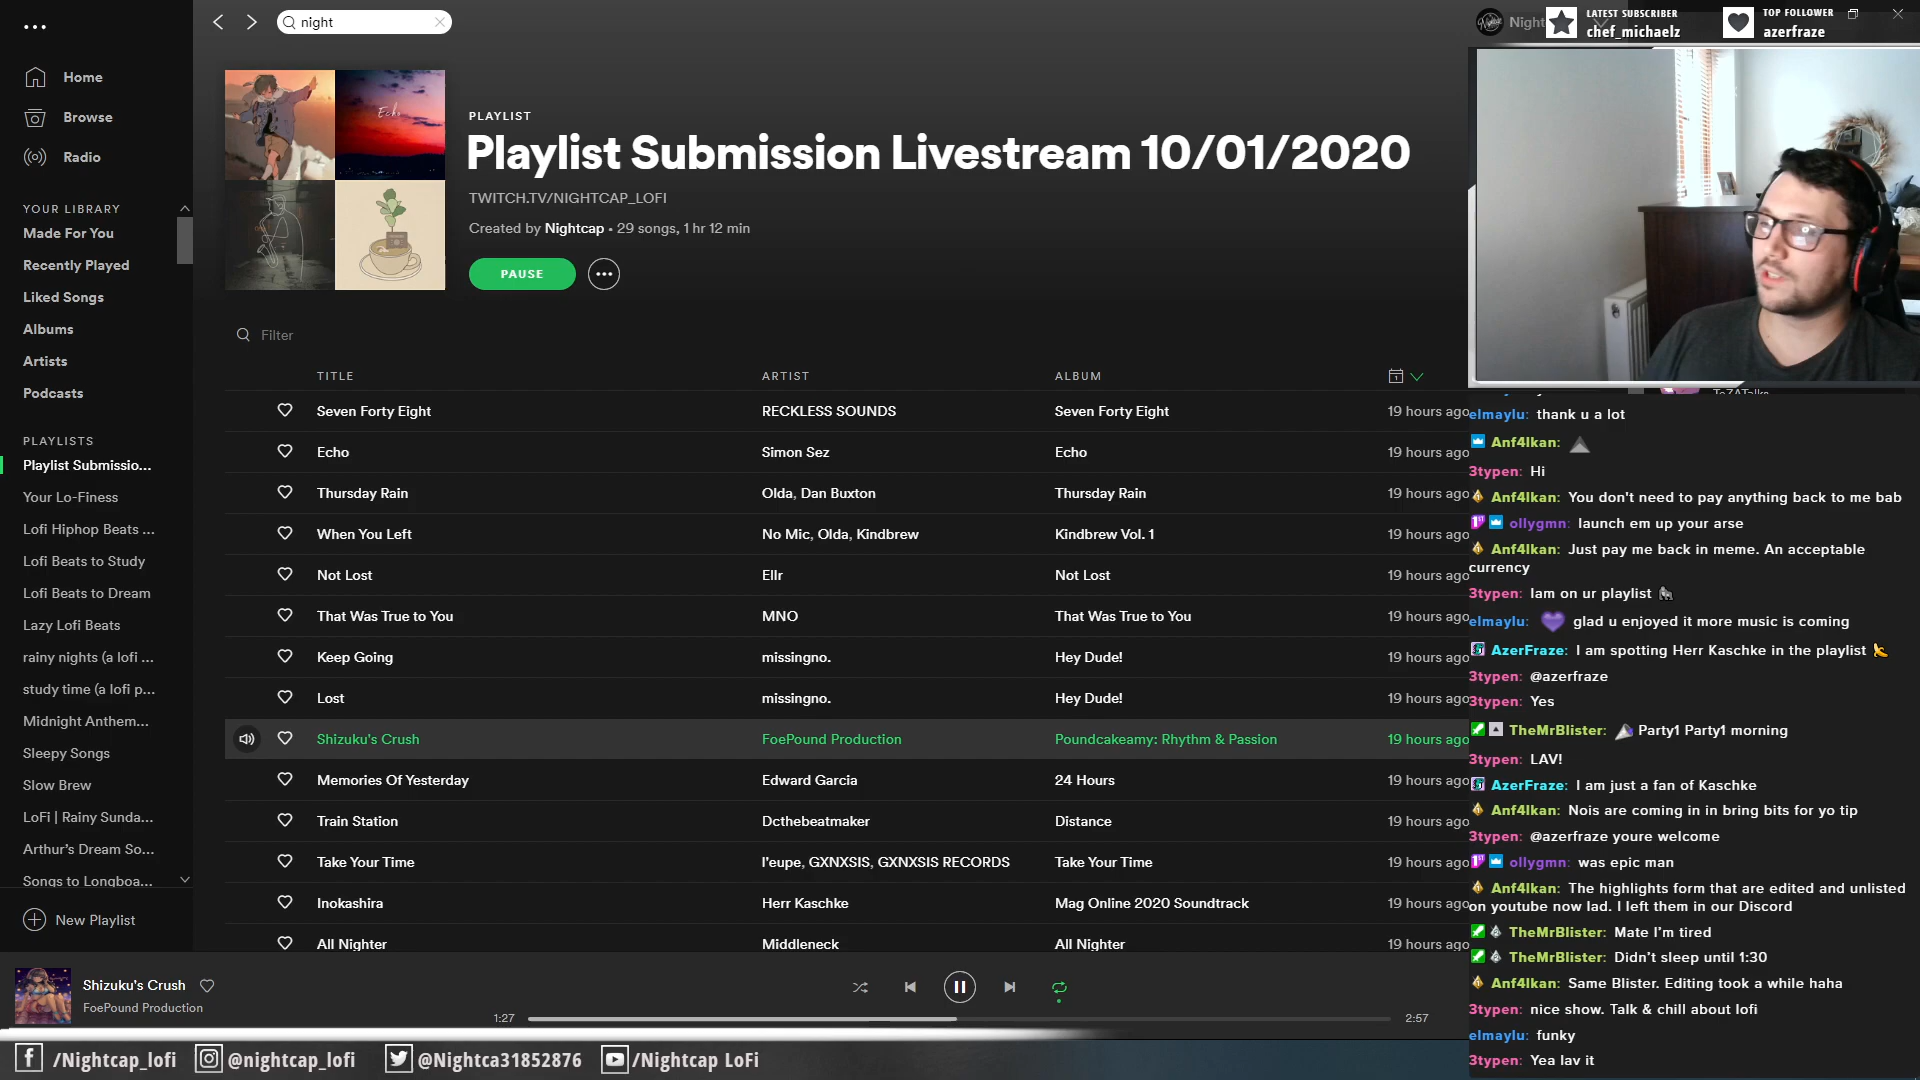 night
Night
LATEST SUBSCRIBER
chef_michaelz
TOP FOLLOWER
azerfraze
Home
Browse
Radio
YOUR LIBRARY
Made For You
Recently Played
Liked Songs
Albums
Artists
Podcasts
PLAYLISTS
Playlist Submissio...
Your Lo-Finess
Lofi Hiphop Beats ...
Lofi Beats to Study
Lofi Beats to Dream
Lazy Lofi Beats
rainy nights (a lofi ...
study time (a lofi p...
Midnight Anthem...
Sleepy Songs
Slow Brew
LoFi | Rainy Sunda...
Arthur's Dream So...
Songs to Longboa...
New Playlist
Echo
PLAYLIST
Playlist Submission Livestream 10/01/2020
TWITCH.TV/NIGHTCAP_LOFI
Created by Nightcap • 29 songs, 1 hr 12 min
PAUSE
Filter
TITLE ARTIST ALBUM
Seven Forty Eight RECKLESS SOUNDS Seven Forty Eight 19 hours ago
Echo Simon Sez Echo 19 hours ago
Thursday Rain Olda, Dan Buxton Thursday Rain 19 hours ago
When You Left No Mic, Olda, Kindbrew Kindbrew Vol. 1 19 hours ago
Not Lost Ellr Not Lost 19 hours ago
That Was True to You MNO That Was True to You 19 hours ago
Keep Going missingno. Hey Dude! 19 hours ago
Lost missingno. Hey Dude! 19 hours ago
Shizuku's Crush FoePound Production Poundcakeamy: Rhythm & Passion 19 hours ago
Memories Of Yesterday Edward Garcia 24 Hours 19 hours ago
Train Station Dcthebeatmaker Distance 19 hours ago
Take Your Time l'eupe, GXNXSIS, GXNXSIS RECORDS Take Your Time 19 hours ago
Inokashira Herr Kaschke Mag Online 2020 Soundtrack 19 hours ago
All Nighter Middleneck All Nighter 19 hours ago
elmaylu: thank u a lot
Anf4lkan:
3typen: Hi
Anf4lkan: You don't need to pay anything back to me bab
ollygmn: launch em up your arse
Anf4lkan: Just pay me back in meme. An acceptable
currency
3typen: Iam on ur playlist
elmaylu: glad u enjoyed it more music is coming
AzerFraze: I am spotting Herr Kaschke in the playlist
3typen: @azerfraze
3typen: Yes
TheMrBlister: Party1 Party1 morning
3typen: LAV!
AzerFraze: I am just a fan of Kaschke
Anf4lkan: Nois are coming in in bring bits for yo tip
3typen: @azerfraze youre welcome
ollygmn: was epic man
Anf4lkan: The highlights form that are edited and unlisted
on youtube now lad. I left them in our Discord
TheMrBlister: Mate I'm tired
TheMrBlister: Didn't sleep until 1:30
Anf4lkan: Same Blister. Editing took a while haha
3typen: nice show. Talk & chill about lofi
elmaylu: funky
3typen: Yea lav it
Shizuku's Crush
FoePound Production
1:27
2:57
/Nightcap_lofi @nightcap_lofi @Nightca31852876 /Nightcap LoFi